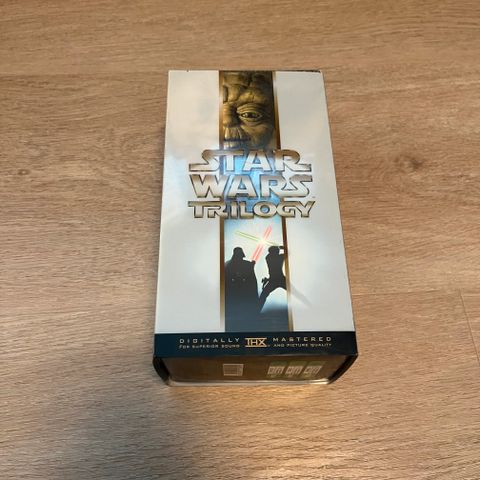 STAR
WARS
TRILOGY
DIGITALLY THX MASTERED
FOR SUPERIOR SOUND AND PICTURE QUALITY